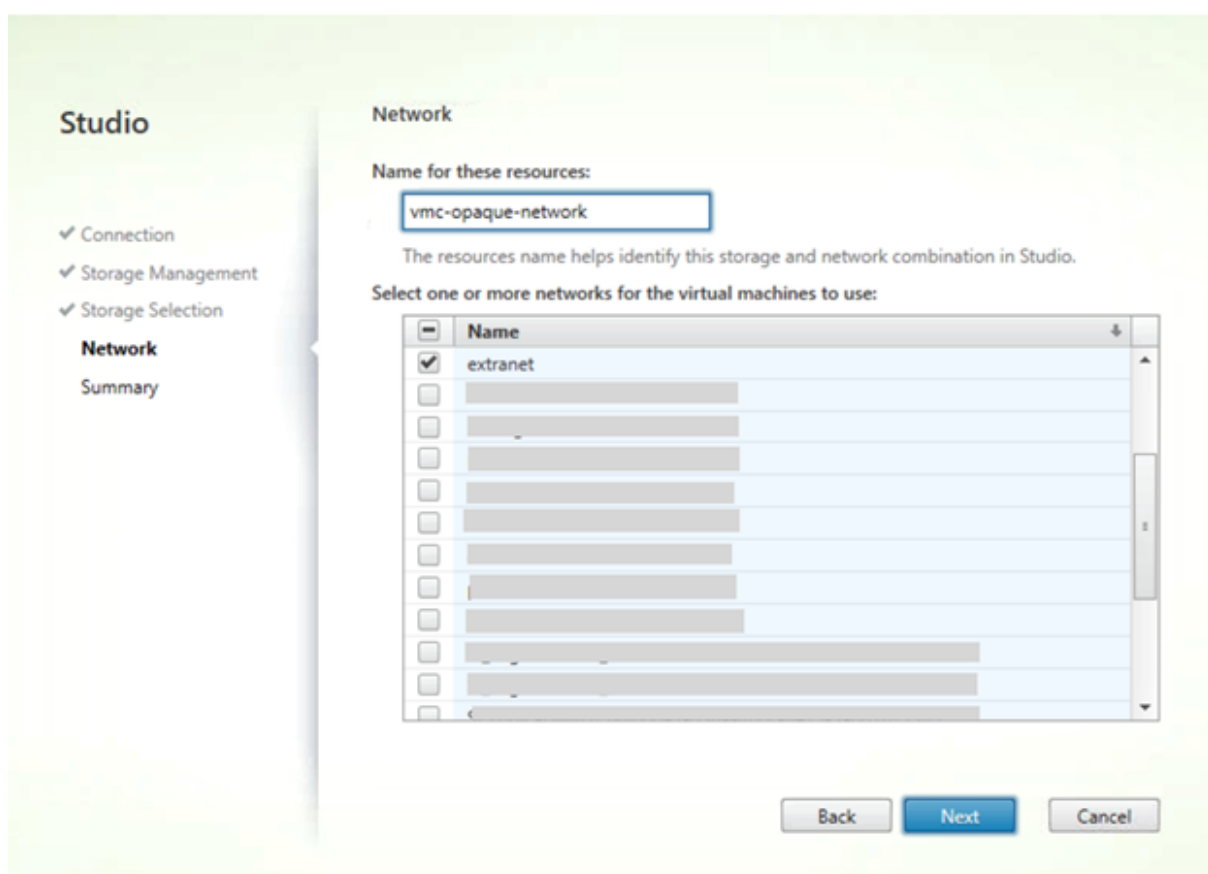 Studio
Connection
Storage Management
Storage Selection
Network
Summary
Network
Name for these resources:
vmc-opaque-network
The resources name helps identify this storage and network combination in Studio.
Select one or more networks for the virtual machines to use:
Name
extranet
Back
Next
Cancel